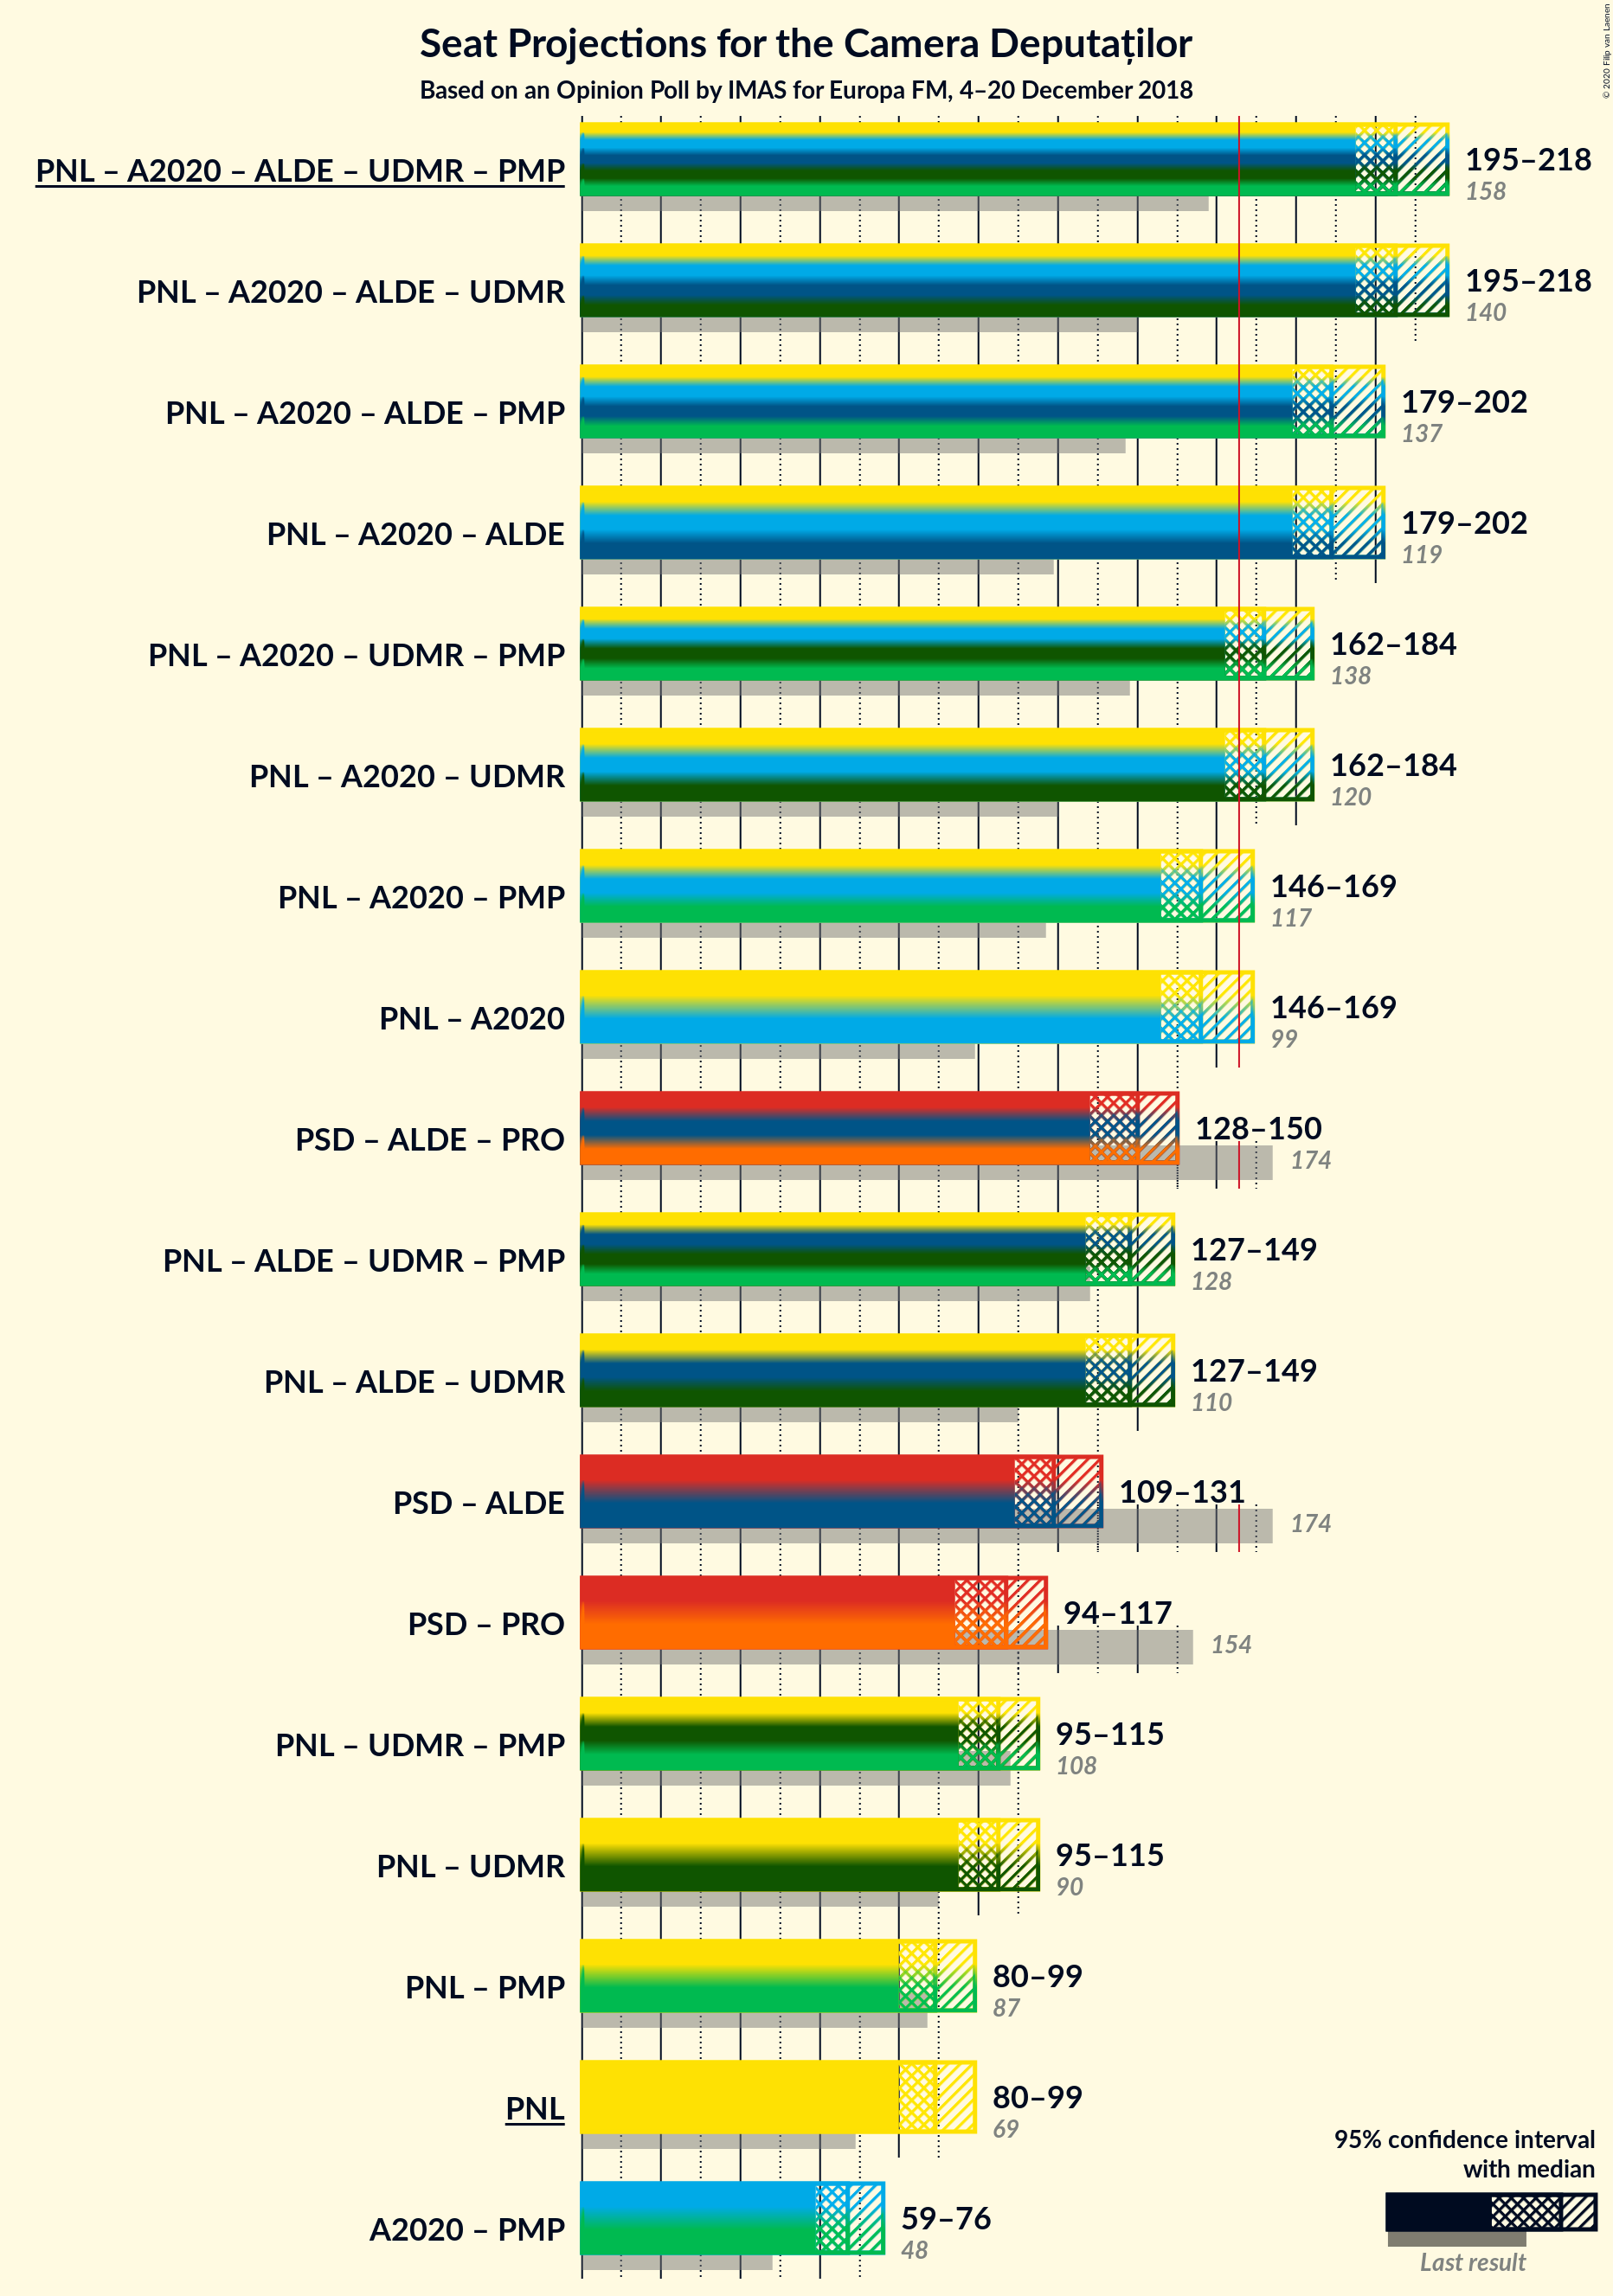 Seat Projections for the Camera Deputaților
Based on an Opinion Poll by IMAS for Europa FM, 4–20 December 2018
© 2020 Filip van Laenen
PNL – A2020 – ALDE – UDMR – PMP
195–218
158
PNL – A2020 – ALDE – UDMR
195–218
140
PNL – A2020 – ALDE – PMP
179–202
137
PNL – A2020 – ALDE
179–202
119
PNL – A2020 – UDMR – PMP
162–184
138
PNL – A2020 – UDMR
162–184
120
PNL – A2020 – PMP
146–169
117
PNL – A2020
146–169
99
PSD – ALDE – PRO
128–150
174
PNL – ALDE – UDMR – PMP
127–149
128
PNL – ALDE – UDMR
127–149
110
PSD – ALDE
109–131
174
PSD – PRO
94–117
154
PNL – UDMR – PMP
95–115
108
PNL – UDMR
95–115
90
PNL – PMP
80–99
87
PNL
80–99
69
A2020 – PMP
59–76
48
95% confidence interval
with median
Last result